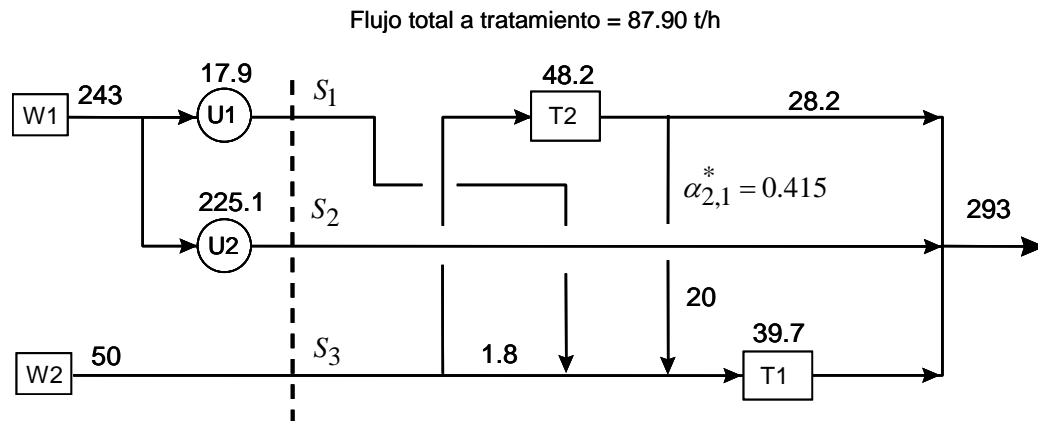 Flujo total a tratamiento = 87.90 t/h
17.9
48.2
243
S1
28.2
W1
U1
T2
α*2,1 = 0.415
225.1
S2
293
U2
20
50
S3
1.8
39.7
W2
T1